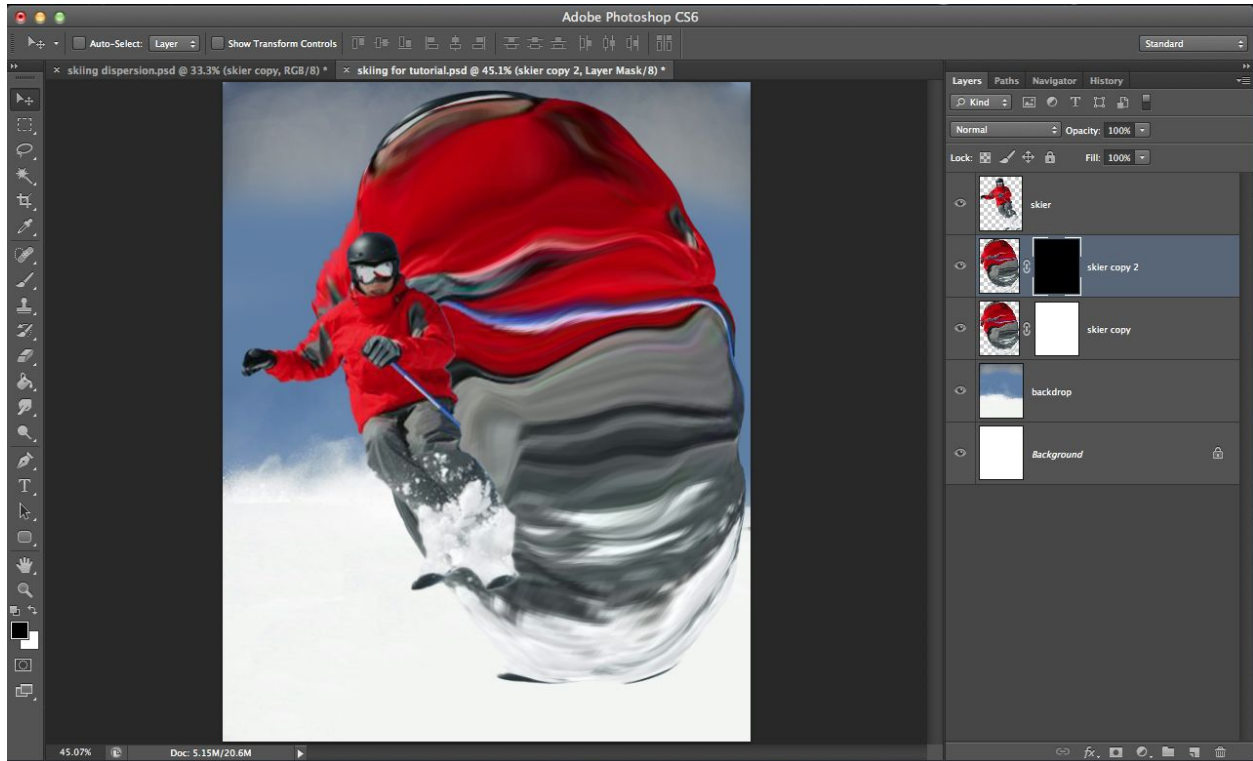 Adobe Photoshop CS6
Auto-Select: Layer Show Transform Controls Standard
× skiing dispersion.psd @ 33.3% (skier copy, RGB/8) * × skiing for tutorial.psd @ 45.1% (skier copy 2, Layer Mask/8) *
Layers Paths Navigator History
Kind T
Normal Opacity: 100%
Lock: Fill: 100%
skier
skier copy 2
skier copy
backdrop
Background
T
fx
45.07% Doc: 5.15M/20.6M